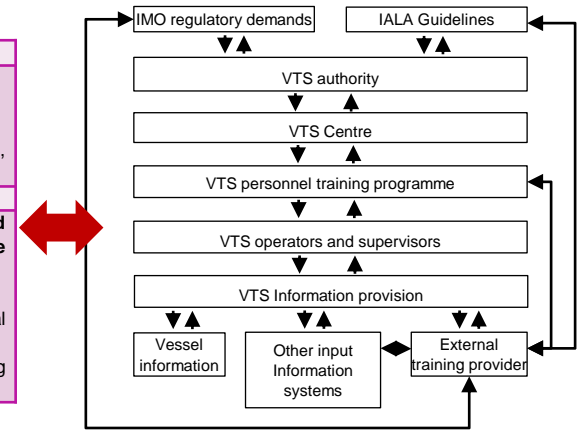 IMO regulatory demands
IALA Guidelines
VTS authority
VTS Centre
VTS personnel training programme
VTS operators and supervisors
VTS Information provision
Vessel
information
Other input
Information
systems
External
training provider
,
d
e
al
g